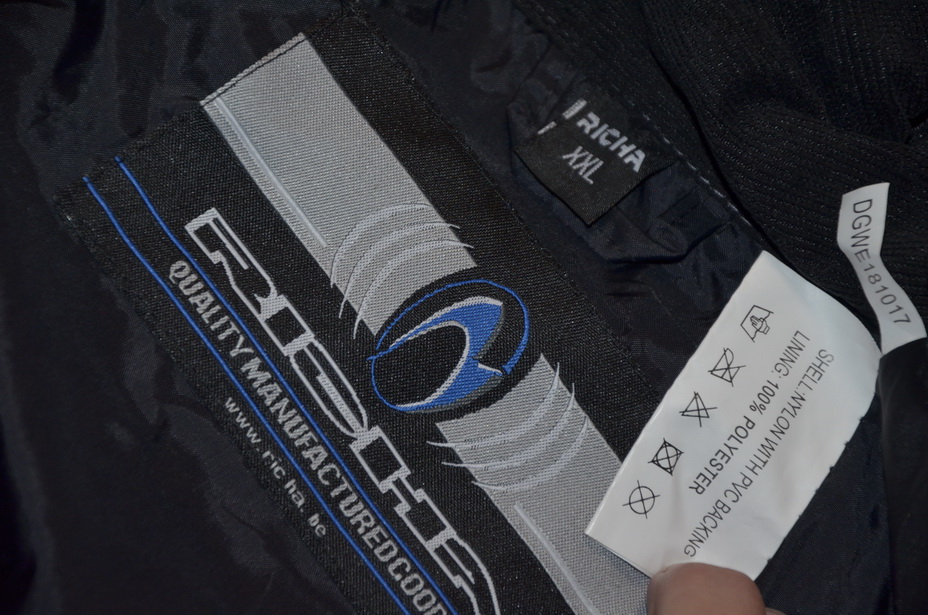 RICHA
XXL
RICHA
QUALITY MANUFACTURED GOOD
www.richa.be
DGWE181017
SHELL: NYLON WITH PVC BACKING
LINING: 100% POLYESTER